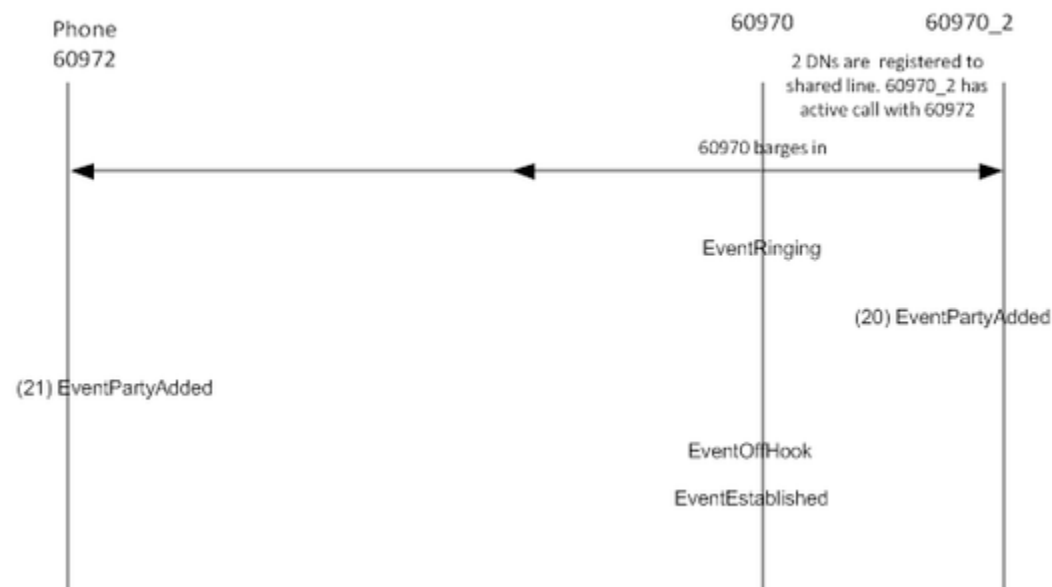 Phone
60972
60970
60970_2
2 DNs are registered to
shared line. 60970_2 has
active call with 60972
60970 barges in
EventRinging
(20) EventPartyAdded
(21) EventPartyAdded
EventOffHook
EventEstablished